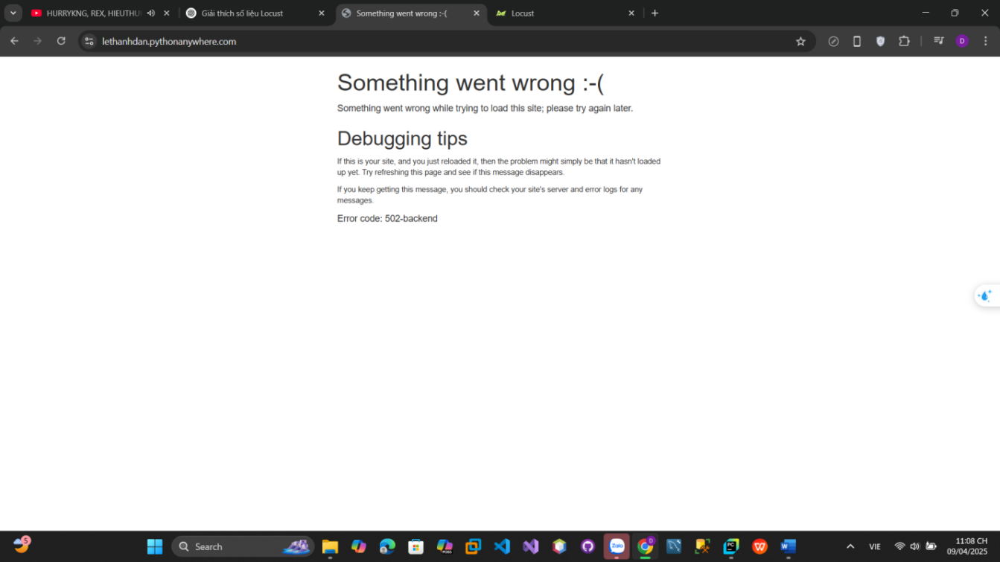 HURRYKNG, REX, HIEUTHU
Giải thích số liệu Locust
Something went wrong :-(
Locust
lethanhdan.pythonanywhere.com
D
Something went wrong :-(
Something went wrong while trying to load this site; please try again later.
Debugging tips
If this is your site, and you just reloaded it, then the problem might simply be that it hasn't loaded
up yet. Try refreshing this page and see if this message disappears.
If you keep getting this message, you should check your site's server and error logs for any
messages.
Error code: 502-backend
5
Search
Zalo
D
PC
W
VIE
11:08 CH
09/04/2025